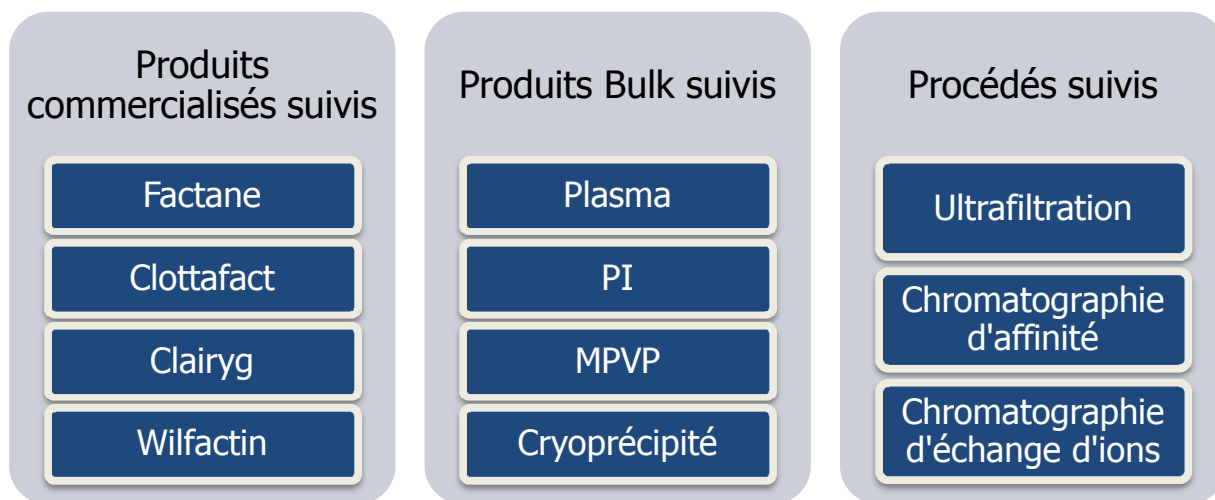 Produits
commercialisés suivis
Factane
Clottafact
Clairyg
Wilfactin
Produits Bulk suivis
Plasma
PI
MPVP
Cryoprécipité
Procédés suivis
Ultrafiltration
Chromatographie
d'affinité
Chromatographie
d'échange d'ions